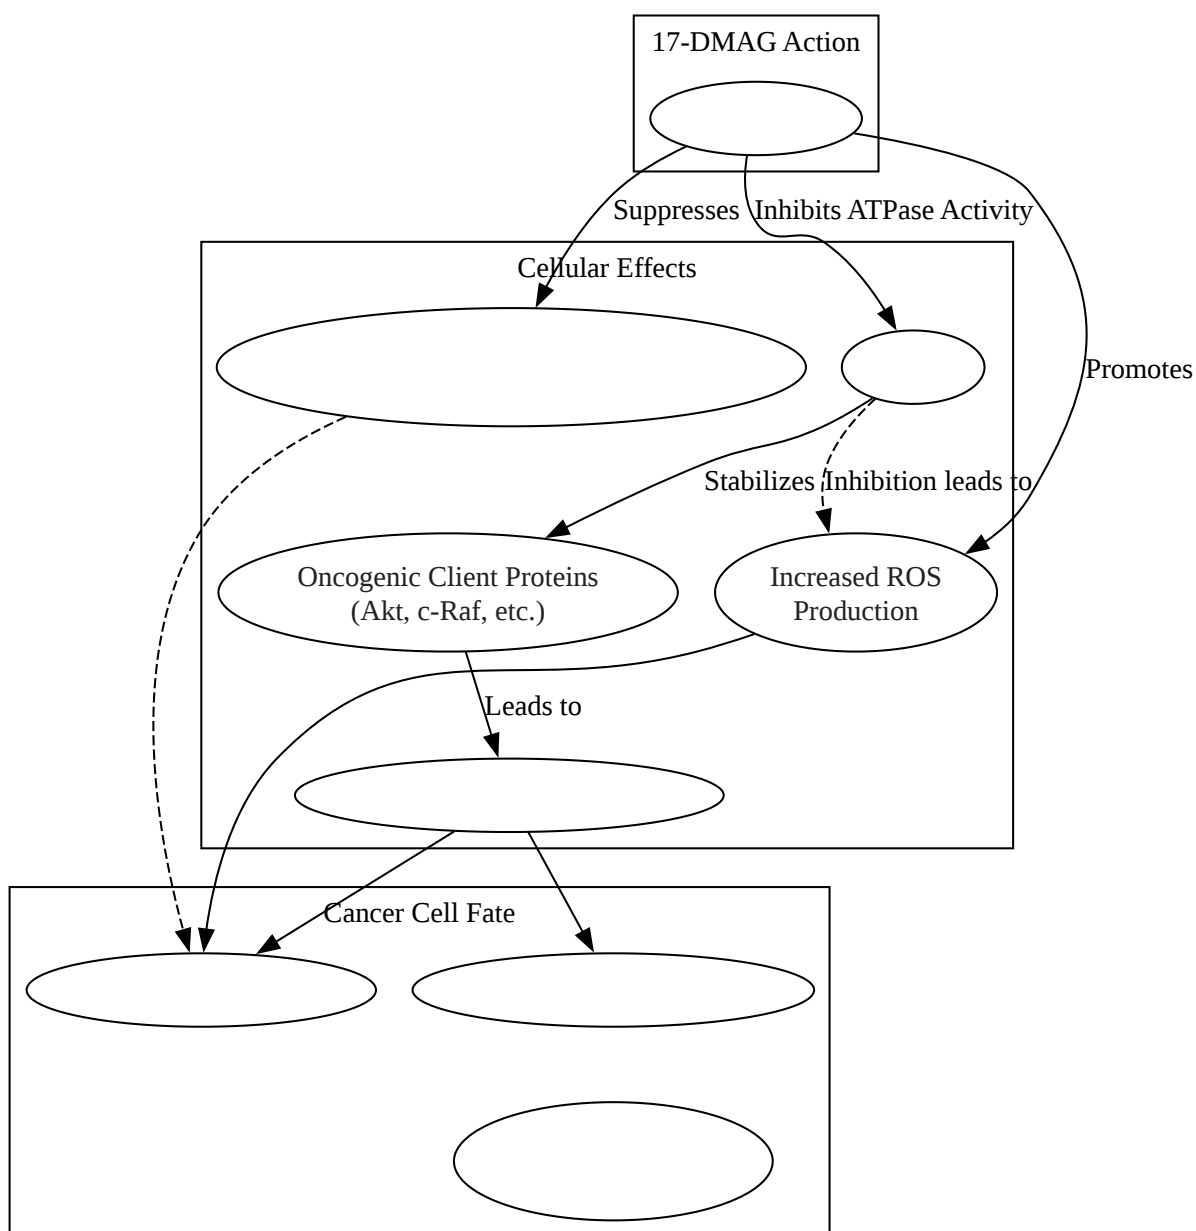 17-DMAG Action
Suppresses
Inhibits ATPase Activity
Cellular Effects
Promotes
Stabilizes
Inhibition leads to
Oncogenic Client Proteins
(Akt, c-Raf, etc.)
Increased ROS
Production
Leads to
Cancer Cell Fate